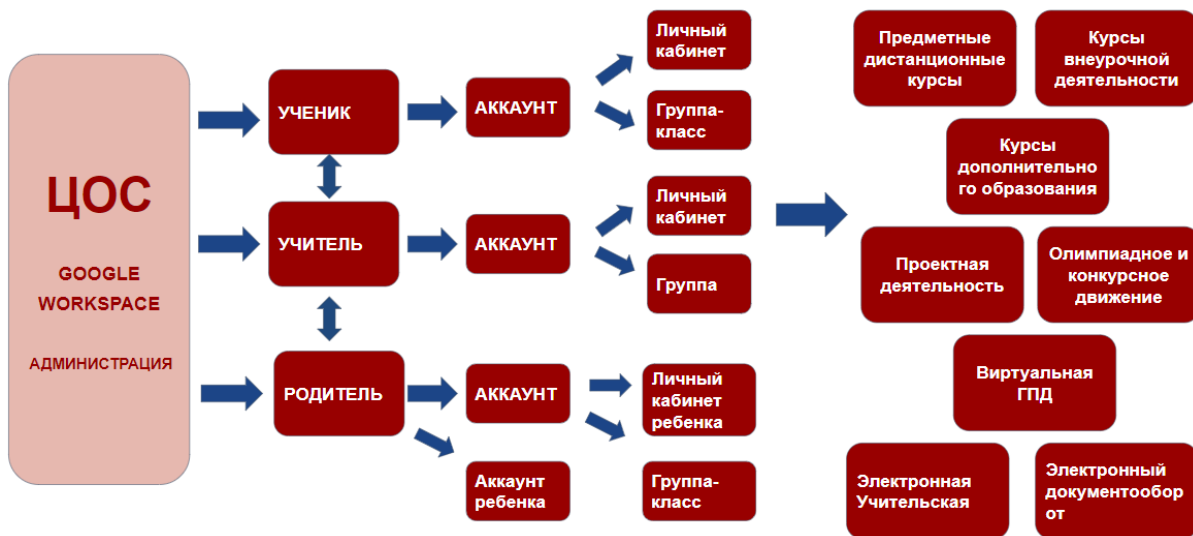 ЦОС
GOOGLE
WORKSPACE
АДМИНИСТРАЦИЯ
УЧЕНИК
АККАУНТ
Личный
кабинет
Группа-
класс
УЧИТЕЛЬ
АККАУНТ
Личный
кабинет
Группа
РОДИТЕЛЬ
АККАУНТ
Личный
кабинет
ребенка
Аккаунт
ребенка
Группа-
класс
Предметные
дистанционные
курсы
Курсы
внеурочной
деятельности
Курсы
дополнительно
го образования
Проектная
деятельность
Олимпиадное и
конкурсное
движение
Виртуальная
ГПД
Электронная
Учительская
Электронный
документообор
от